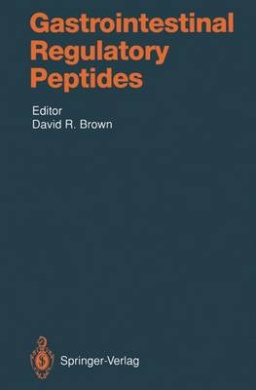 Gastrointestinal
Regulatory
Peptides
Editor
David R. Brown
Springer-Verlag